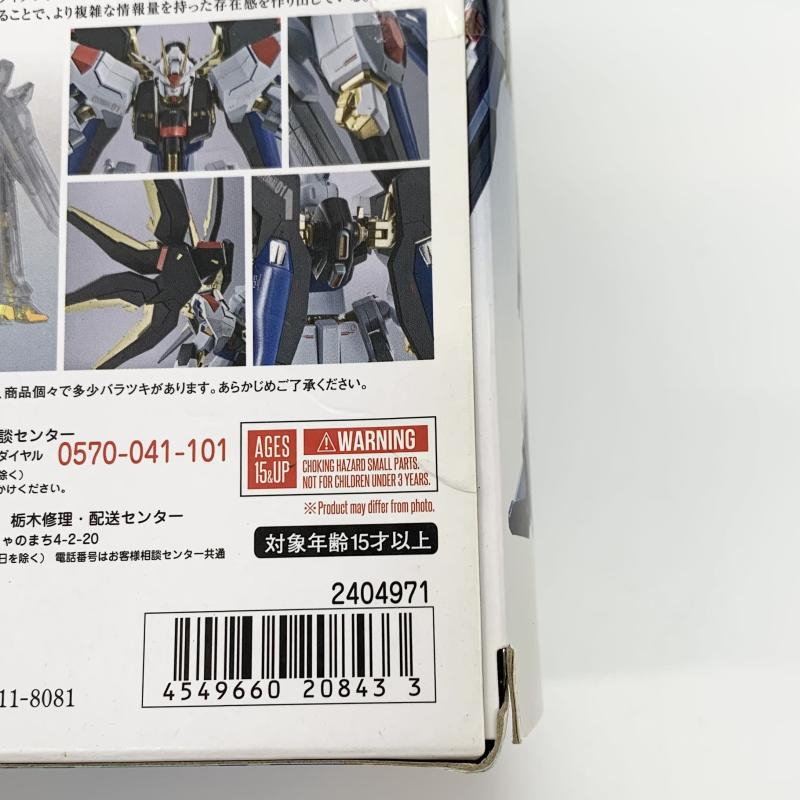 ることで、より複雑な情報量を持った存在感を作り出している。
、商品個々で多少バラツキがあります。あらかじめご了承ください。
談センター
ダイヤル 0570-041-101
除く)
かけください。
AGES
15&UP
WARNING
CHOKING HAZARD SMALL PARTS.
NOT FOR CHILDREN UNDER 3 YEARS.
※Product may differ from photo.
栃木修理・配送センター
ゃのまち4-2-20
日を除く) 電話番号はお客様相談センター共通
対象年齢15才以上
2404971
4549660 20843 3
11-8081